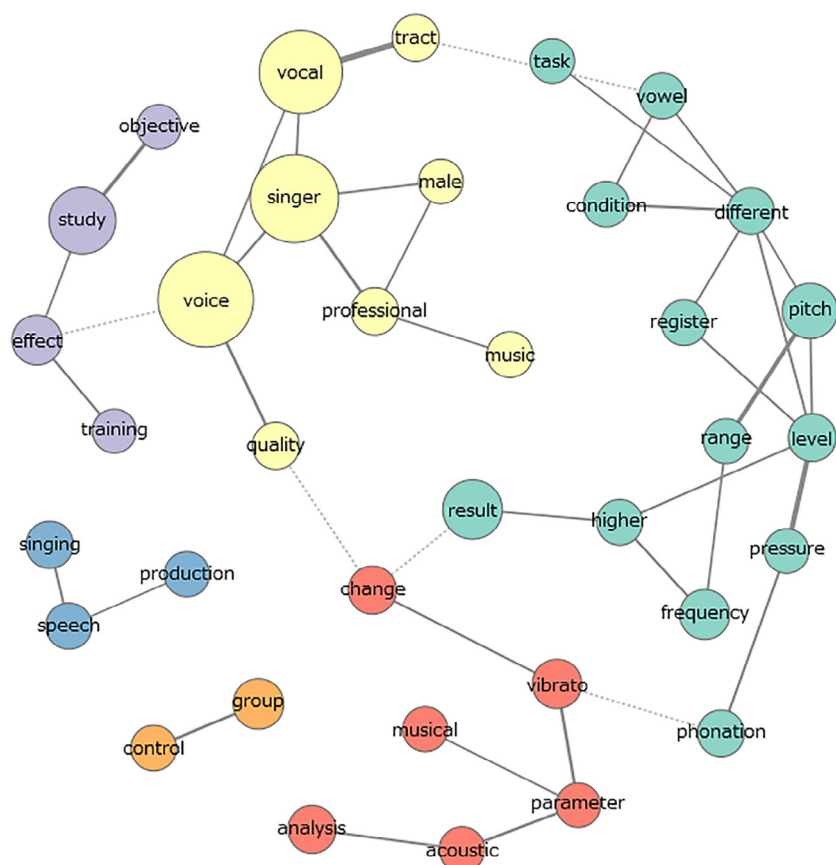 tract
task
vocal
vowel
objective
male
singer
condition
different
study
voice
professional
pitch
register
effect
music
training
quality
range
level
result
higher
singing
pressure
production
change
frequency
speech
vibrato
group
musical
phonation
control
parameter
analysis
acoustic